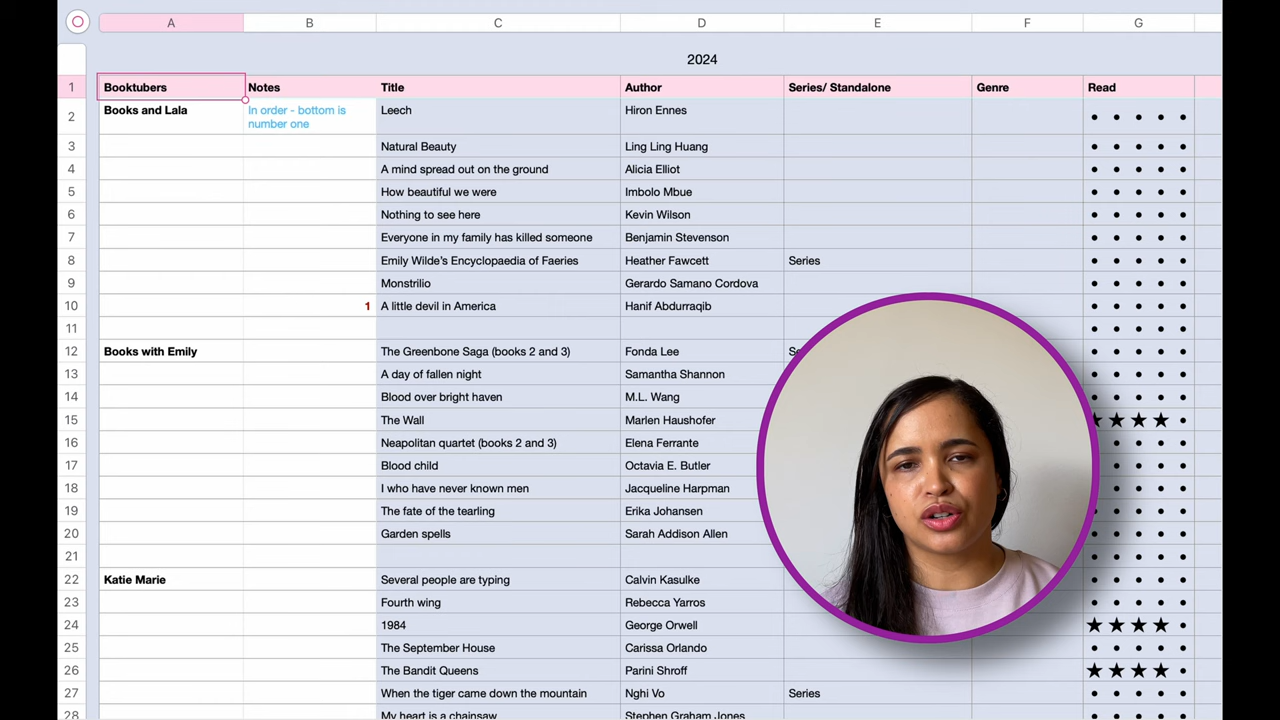 A B C D E F G
2024
1 Booktubers Notes Title Author Series/ Standalone Genre Read
2 Books and Lala In order - bottom is number one Leech Hiron Ennes
3 Natural Beauty Ling Ling Huang
4 A mind spread out on the ground Alicia Elliot
5 How beautiful we were Imbolo Mbue
6 Nothing to see here Kevin Wilson
7 Everyone in my family has killed someone Benjamin Stevenson
8 Emily Wilde's Encyclopaedia of Faeries Heather Fawcett Series
9 Monstrilio Gerardo Samano Cordova
10 1 A little devil in America Hanif Abdurraqib
11
12 Books with Emily The Greenbone Saga (books 2 and 3) Fonda Lee
13 A day of fallen night Samantha Shannon
14 Blood over bright haven M.L. Wang
15 The Wall Marlen Haushofer ★ ★ ★ ★
16 Neapolitan quartet (books 2 and 3) Elena Ferrante
17 Blood child Octavia E. Butler
18 I who have never known men Jacqueline Harpman
19 The fate of the tearling Erika Johansen
20 Garden spells Sarah Addison Allen
21
22 Katie Marie Several people are typing Calvin Kasulke
23 Fourth wing Rebecca Yarros
24 1984 George Orwell ★ ★ ★ ★
25 The September House Carissa Orlando
26 The Bandit Queens Parini Shroff ★ ★ ★ ★
27 When the tiger came down the mountain Nghi Vo Series
28 My heart is a chainsaw Stephen Graham Jones